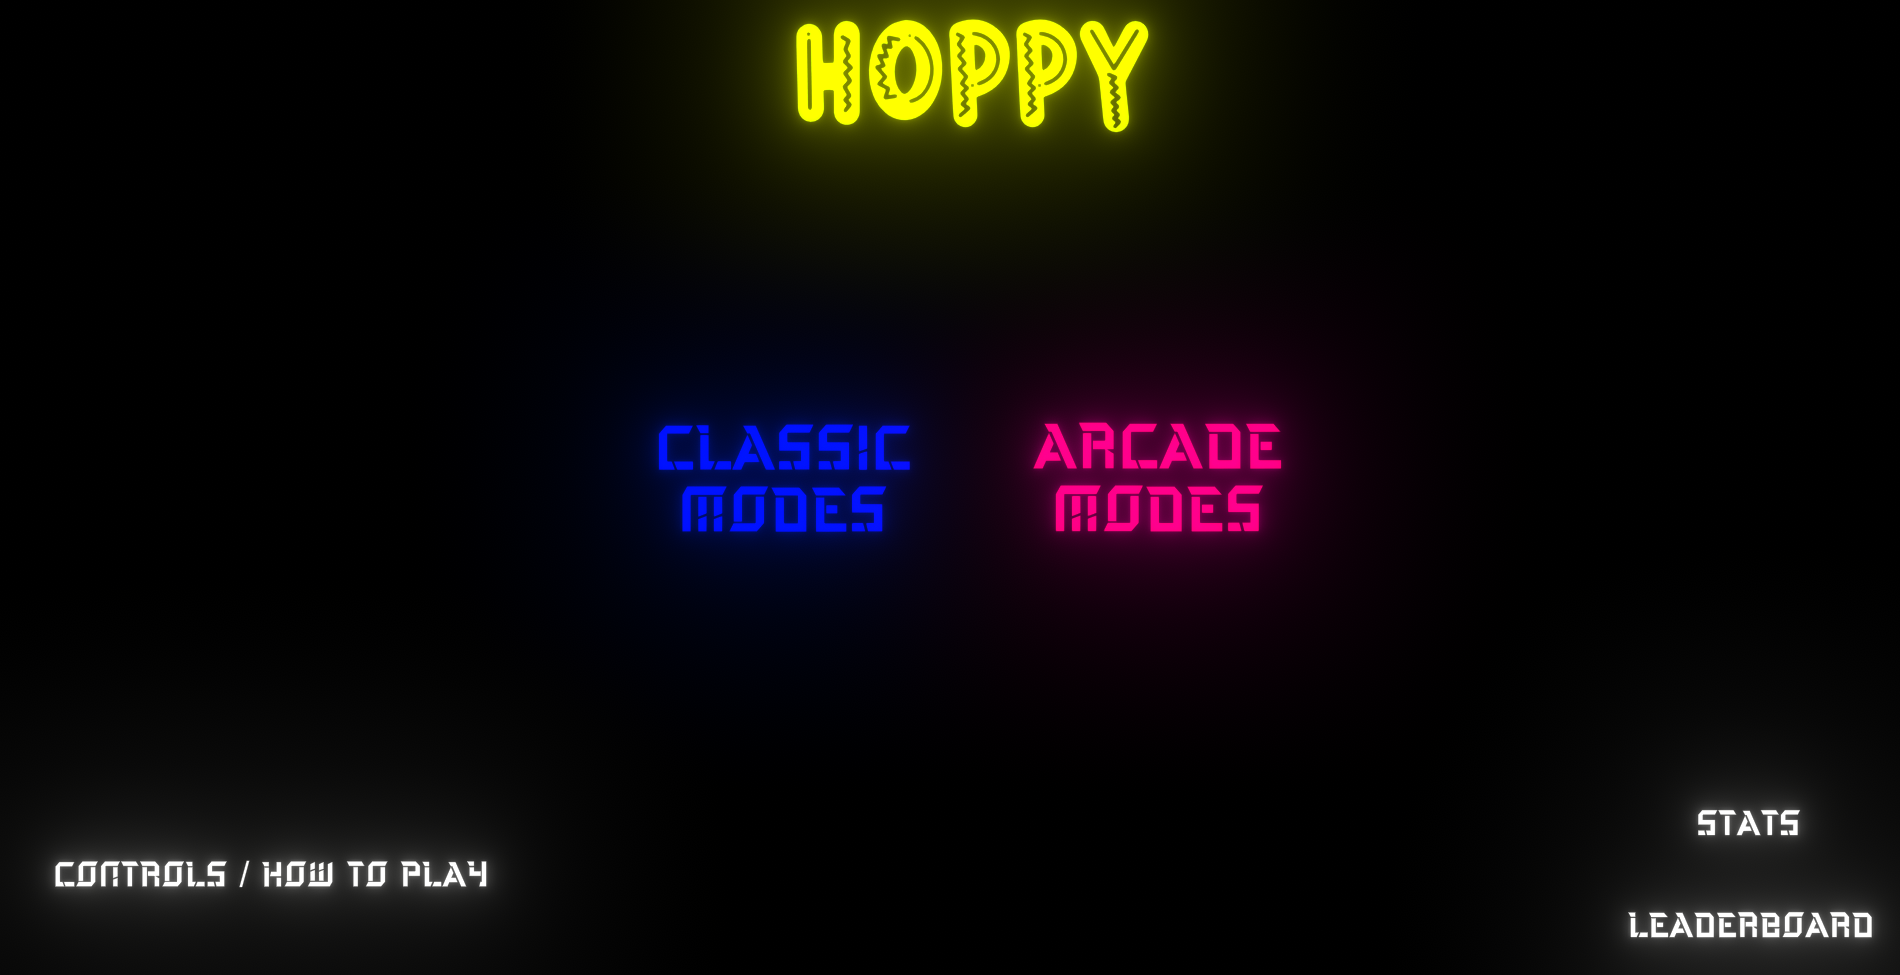 HOPPY
CLASSIC
MODES
ARCADE
MODES
STATS
CONTROLS / HOW TO PLAY
LEADERBOARD